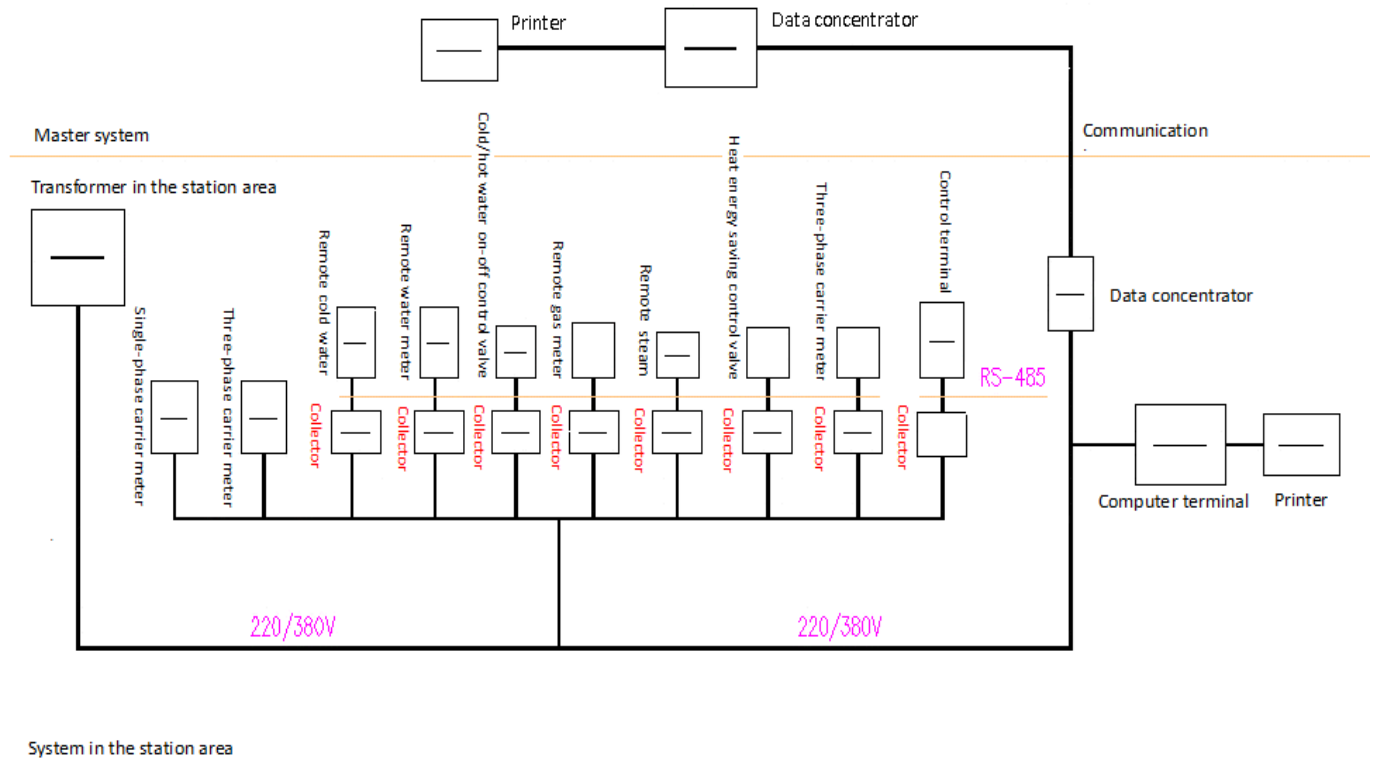 Printer
Data concentrator
Master system
Communication
Transformer in the station area
Single-phase carrier meter
Three-phase carrier meter
Remote cold water
Remote water meter
Cold/hot water on-off control valve
Remote gas meter
Remote steam
Heat energy saving control valve
Three-phase carrier meter
Control terminal
Data concentrator
RS-485
Collector
Collector
Collector
Collector
Collector
Collector
Collector
Collector
Computer terminal
Printer
220/380V
220/380V
System in the station area